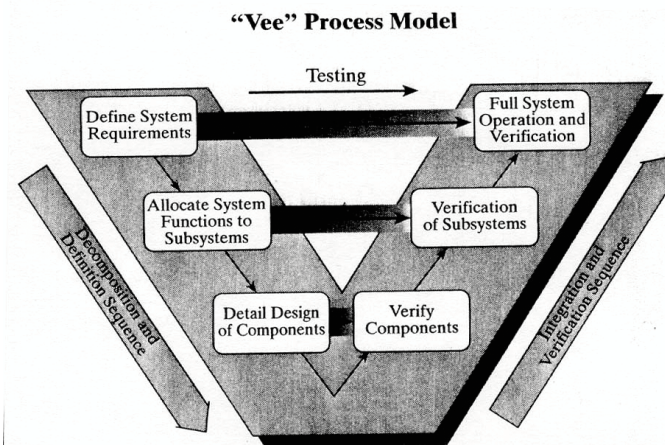 “Vee” Process Model
Testing
Define System
Requirements
Full System
Operation and
Verification
Allocate System
Functions to
Subsystems
Verification
of Subsystems
Detail Design
of Components
Verify
Components
Decomposition and
Definition Sequence
Integration and
Verification Sequence